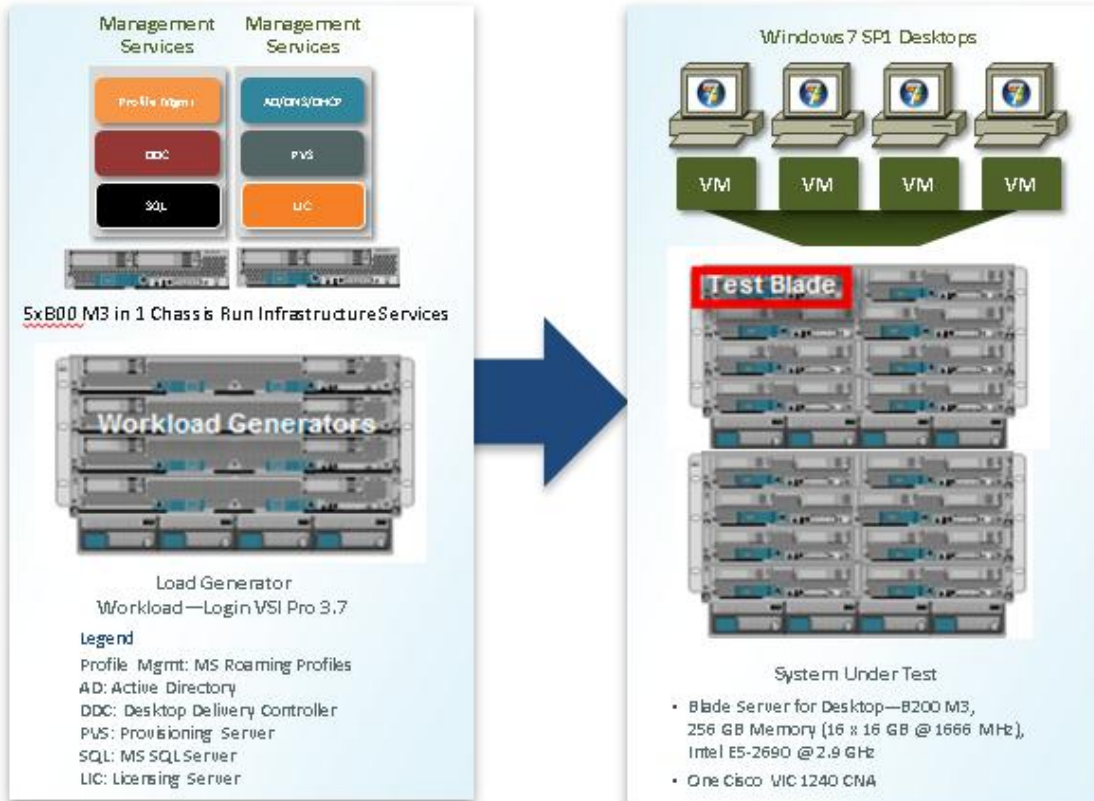 Management Services
Management Services
Profile Mgmt
AD/DNS/DHCP
DDC
PVS
SQL
LIC
5xB00 M3 in 1 Chassis Run Infrastructure Services
Workload Generators
Load Generator
Workload—Login VSI Pro 3.7
Legend
Profile Mgmt: MS Roaming Profiles
AD: Active Directory
DDC: Desktop Delivery Controller
PVS: Provisioning Server
SQL: MS SQL Server
LIC: Licensing Server
Windows 7 SP1 Desktops
VM
VM
VM
VM
Test Blade
System Under Test
• Blade Server for Desktop—B200 M3,
256 GB Memory (16 x 16 GB @ 1666 MHz),
Intel E5-2690 @ 2.9 GHz
• One Cisco VIC 1240 CNA